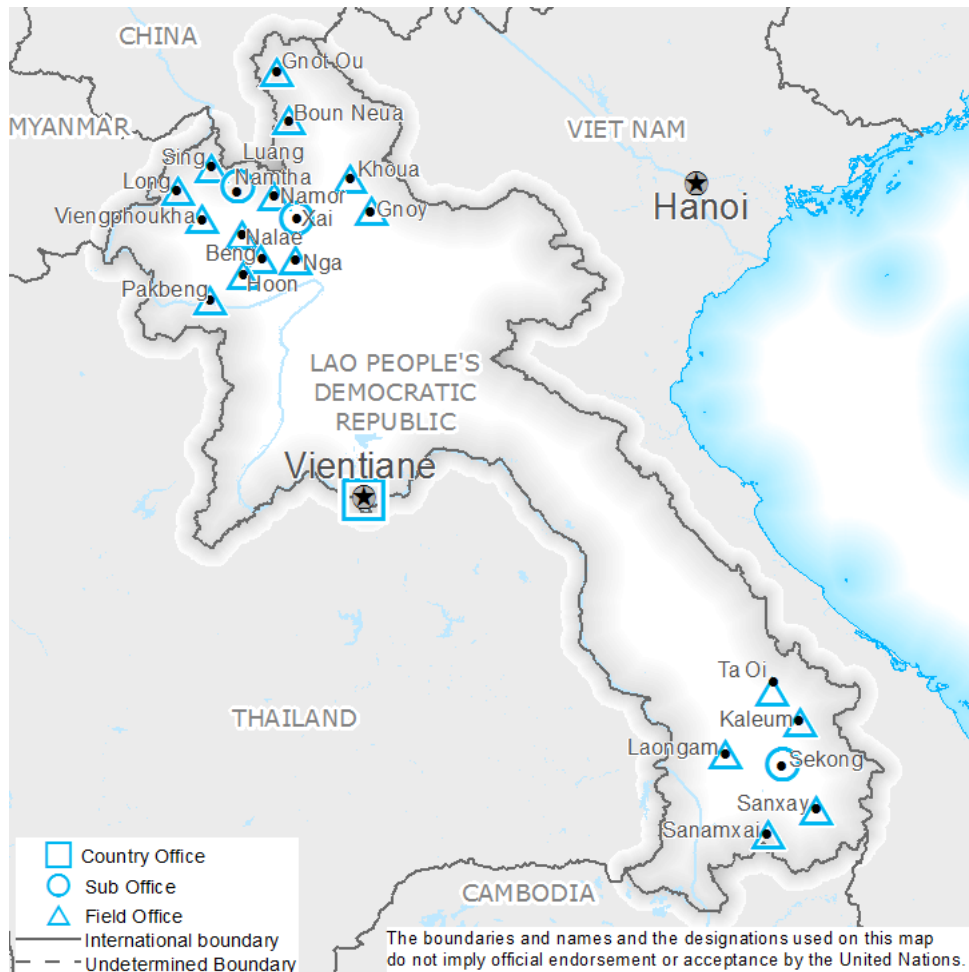 CHINA
Gnot Ou
Boun Neua
MYANMAR
VIET NAM
Luang
Namtha
Sing
Long
Namor
Khoua
Hanoi
Viengphoukha
Xai
Gnoy
Nalae
Beng
Nga
Hoon
Pakbeng
LAO PEOPLE'S
DEMOCRATIC
REPUBLIC
Vientiane
Ta Oi
THAILAND
Kaleum
Laongam
Sekong
Sanxay
Sanamxai
CAMBODIA
Country Office
Sub Office
Field Office
International boundary
Undetermined Boundary
The boundaries and names and the designations used on this map
do not imply official endorsement or acceptance by the United Nations.